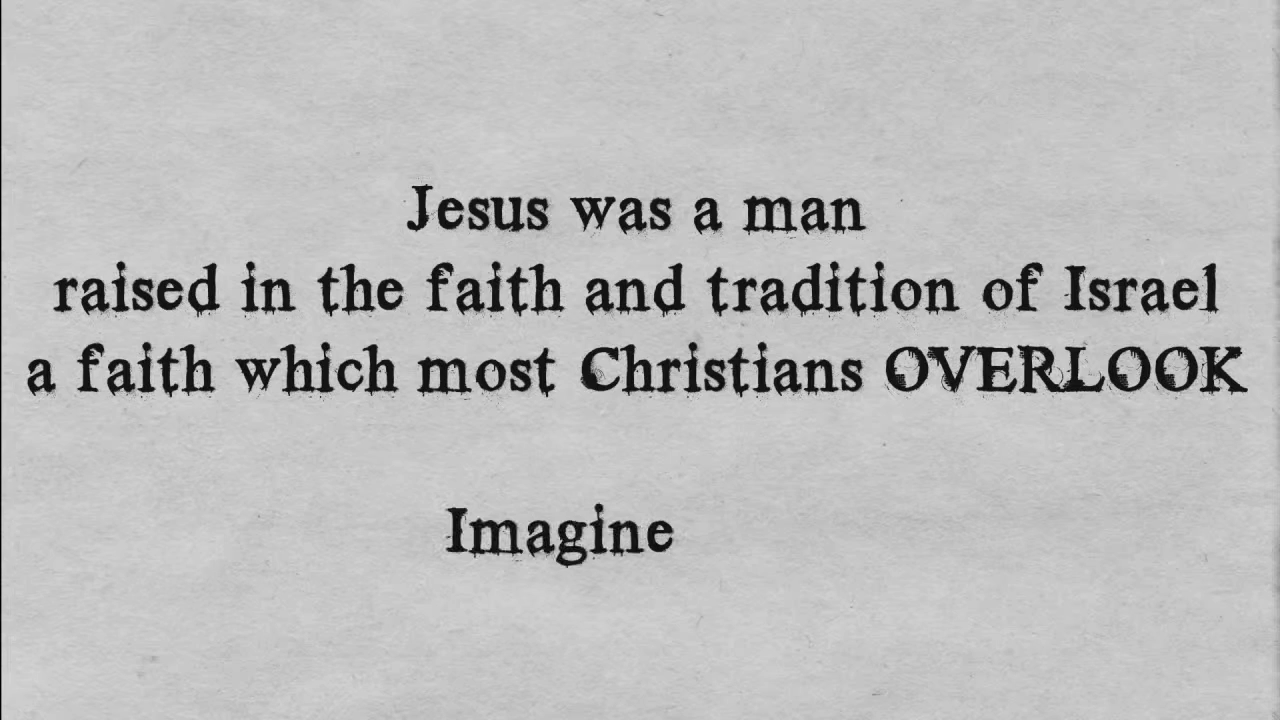 Jesus was a man
raised in the faith and tradition of Israel
a faith which most Christians OVERLOOK
Imagine